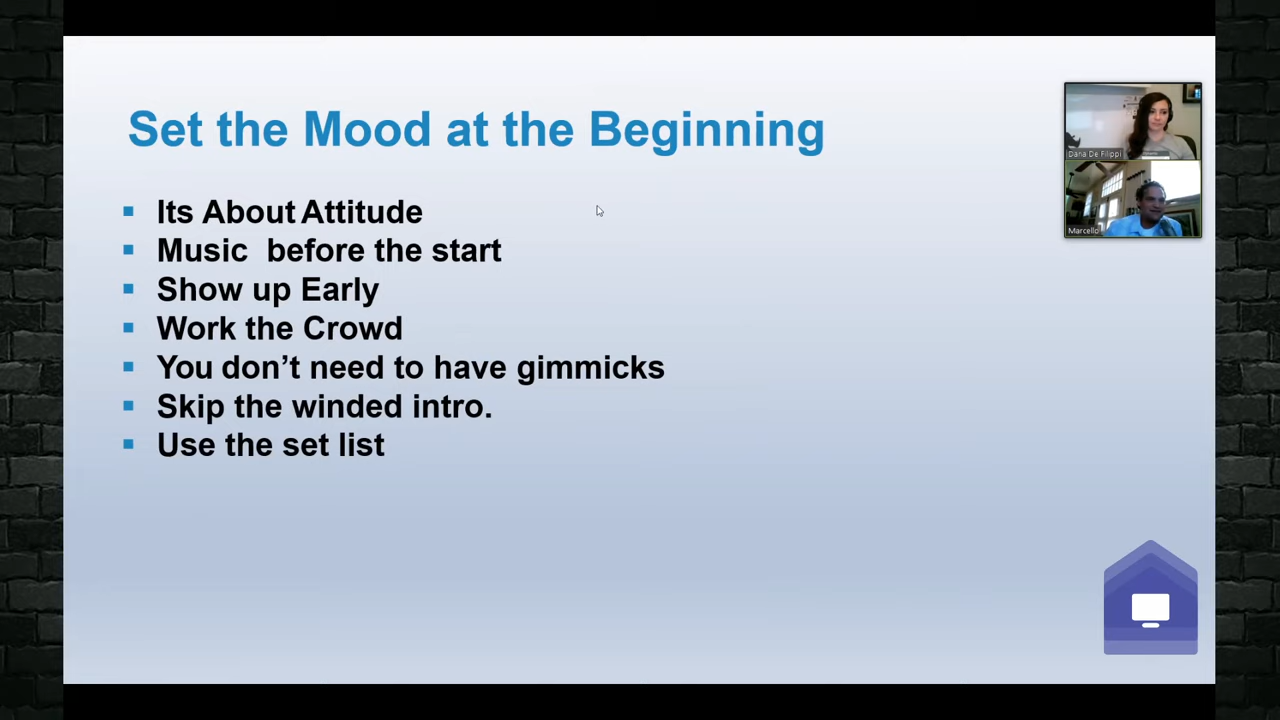 Set the Mood at the Beginning
Its About Attitude
Music  before the start
Show up Early
Work the Crowd
You don’t need to have gimmicks
Skip the winded intro.
Use the set list
Dana De Filippi
Marcello